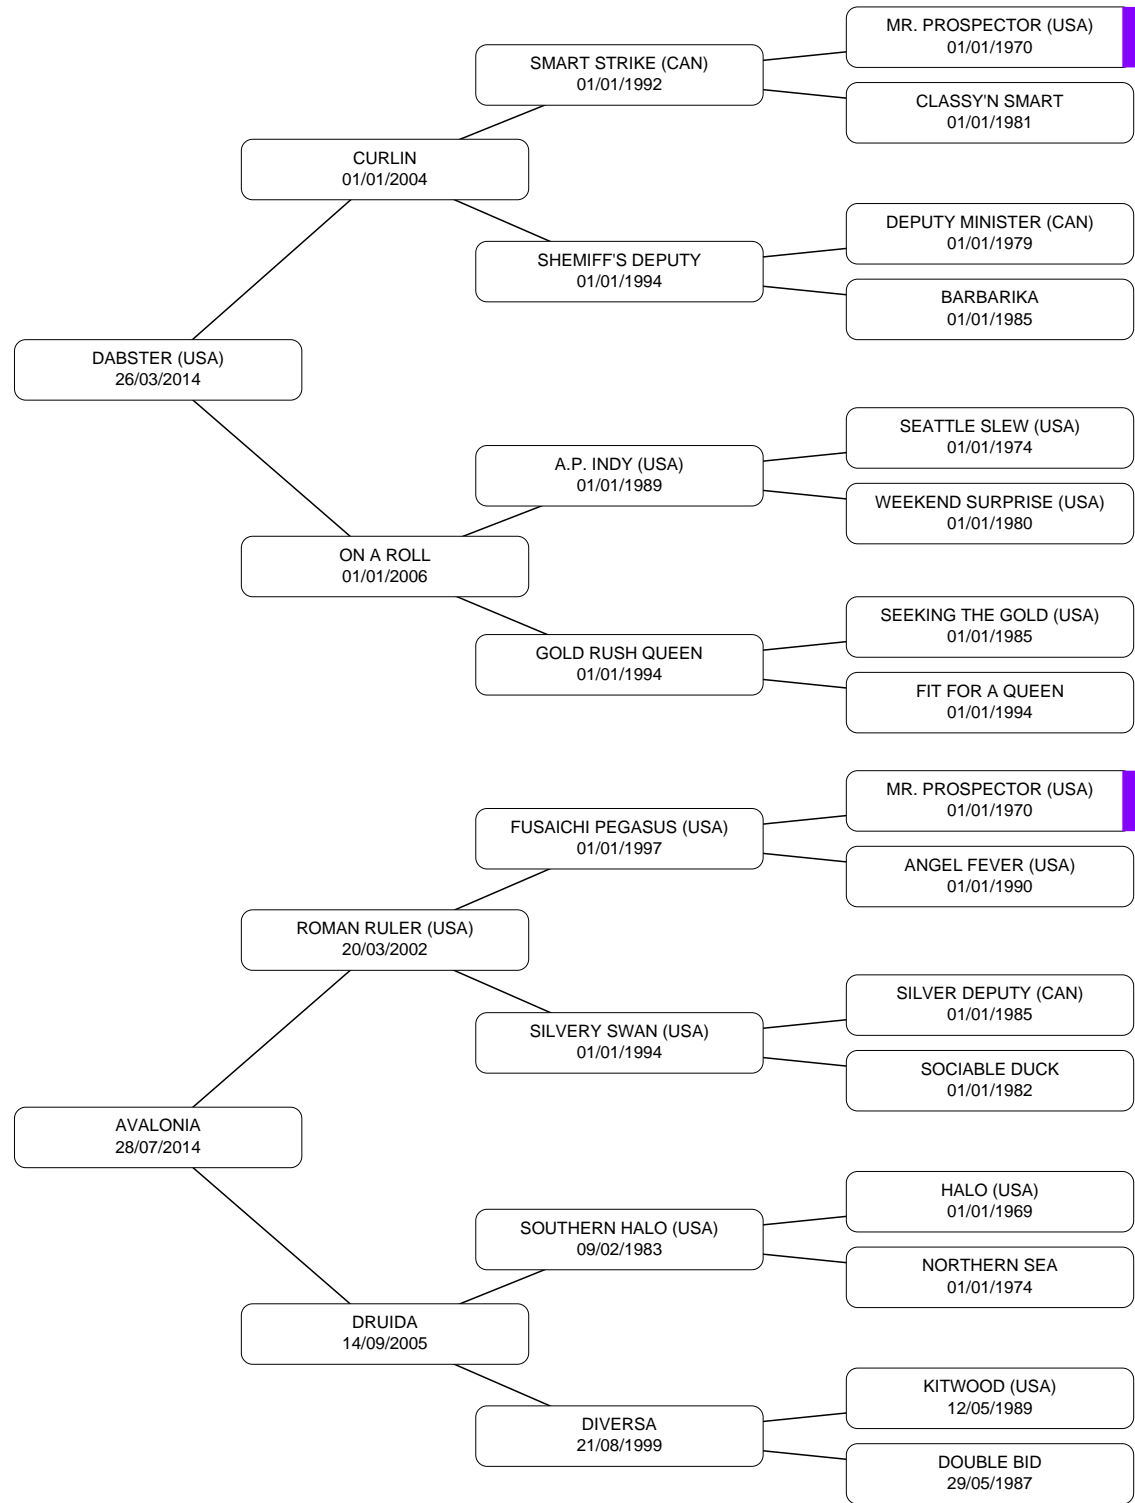 MR. PROSPECTOR (USA)
01/01/1970
SMART STRIKE (CAN)
01/01/1992
CLASSY'N SMART
01/01/1981
CURLIN
01/01/2004
DEPUTY MINISTER (CAN)
01/01/1979
SHEMIFF'S DEPUTY
01/01/1994
BARBARIKA
01/01/1985
DABSTER (USA)
26/03/2014
SEATTLE SLEW (USA)
01/01/1974
A.P. INDY (USA)
01/01/1989
WEEKEND SURPRISE (USA)
01/01/1980
ON A ROLL
01/01/2006
SEEKING THE GOLD (USA)
01/01/1985
GOLD RUSH QUEEN
01/01/1994
FIT FOR A QUEEN
01/01/1994
MR. PROSPECTOR (USA)
01/01/1970
FUSAICHI PEGASUS (USA)
01/01/1997
ANGEL FEVER (USA)
01/01/1990
ROMAN RULER (USA)
20/03/2002
SILVER DEPUTY (CAN)
01/01/1985
SILVERY SWAN (USA)
01/01/1994
SOCIABLE DUCK
01/01/1982
AVALONIA
28/07/2014
HALO (USA)
01/01/1969
SOUTHERN HALO (USA)
09/02/1983
NORTHERN SEA
01/01/1974
DRUIDA
14/09/2005
KITWOOD (USA)
12/05/1989
DIVERSA
21/08/1999
DOUBLE BID
29/05/1987